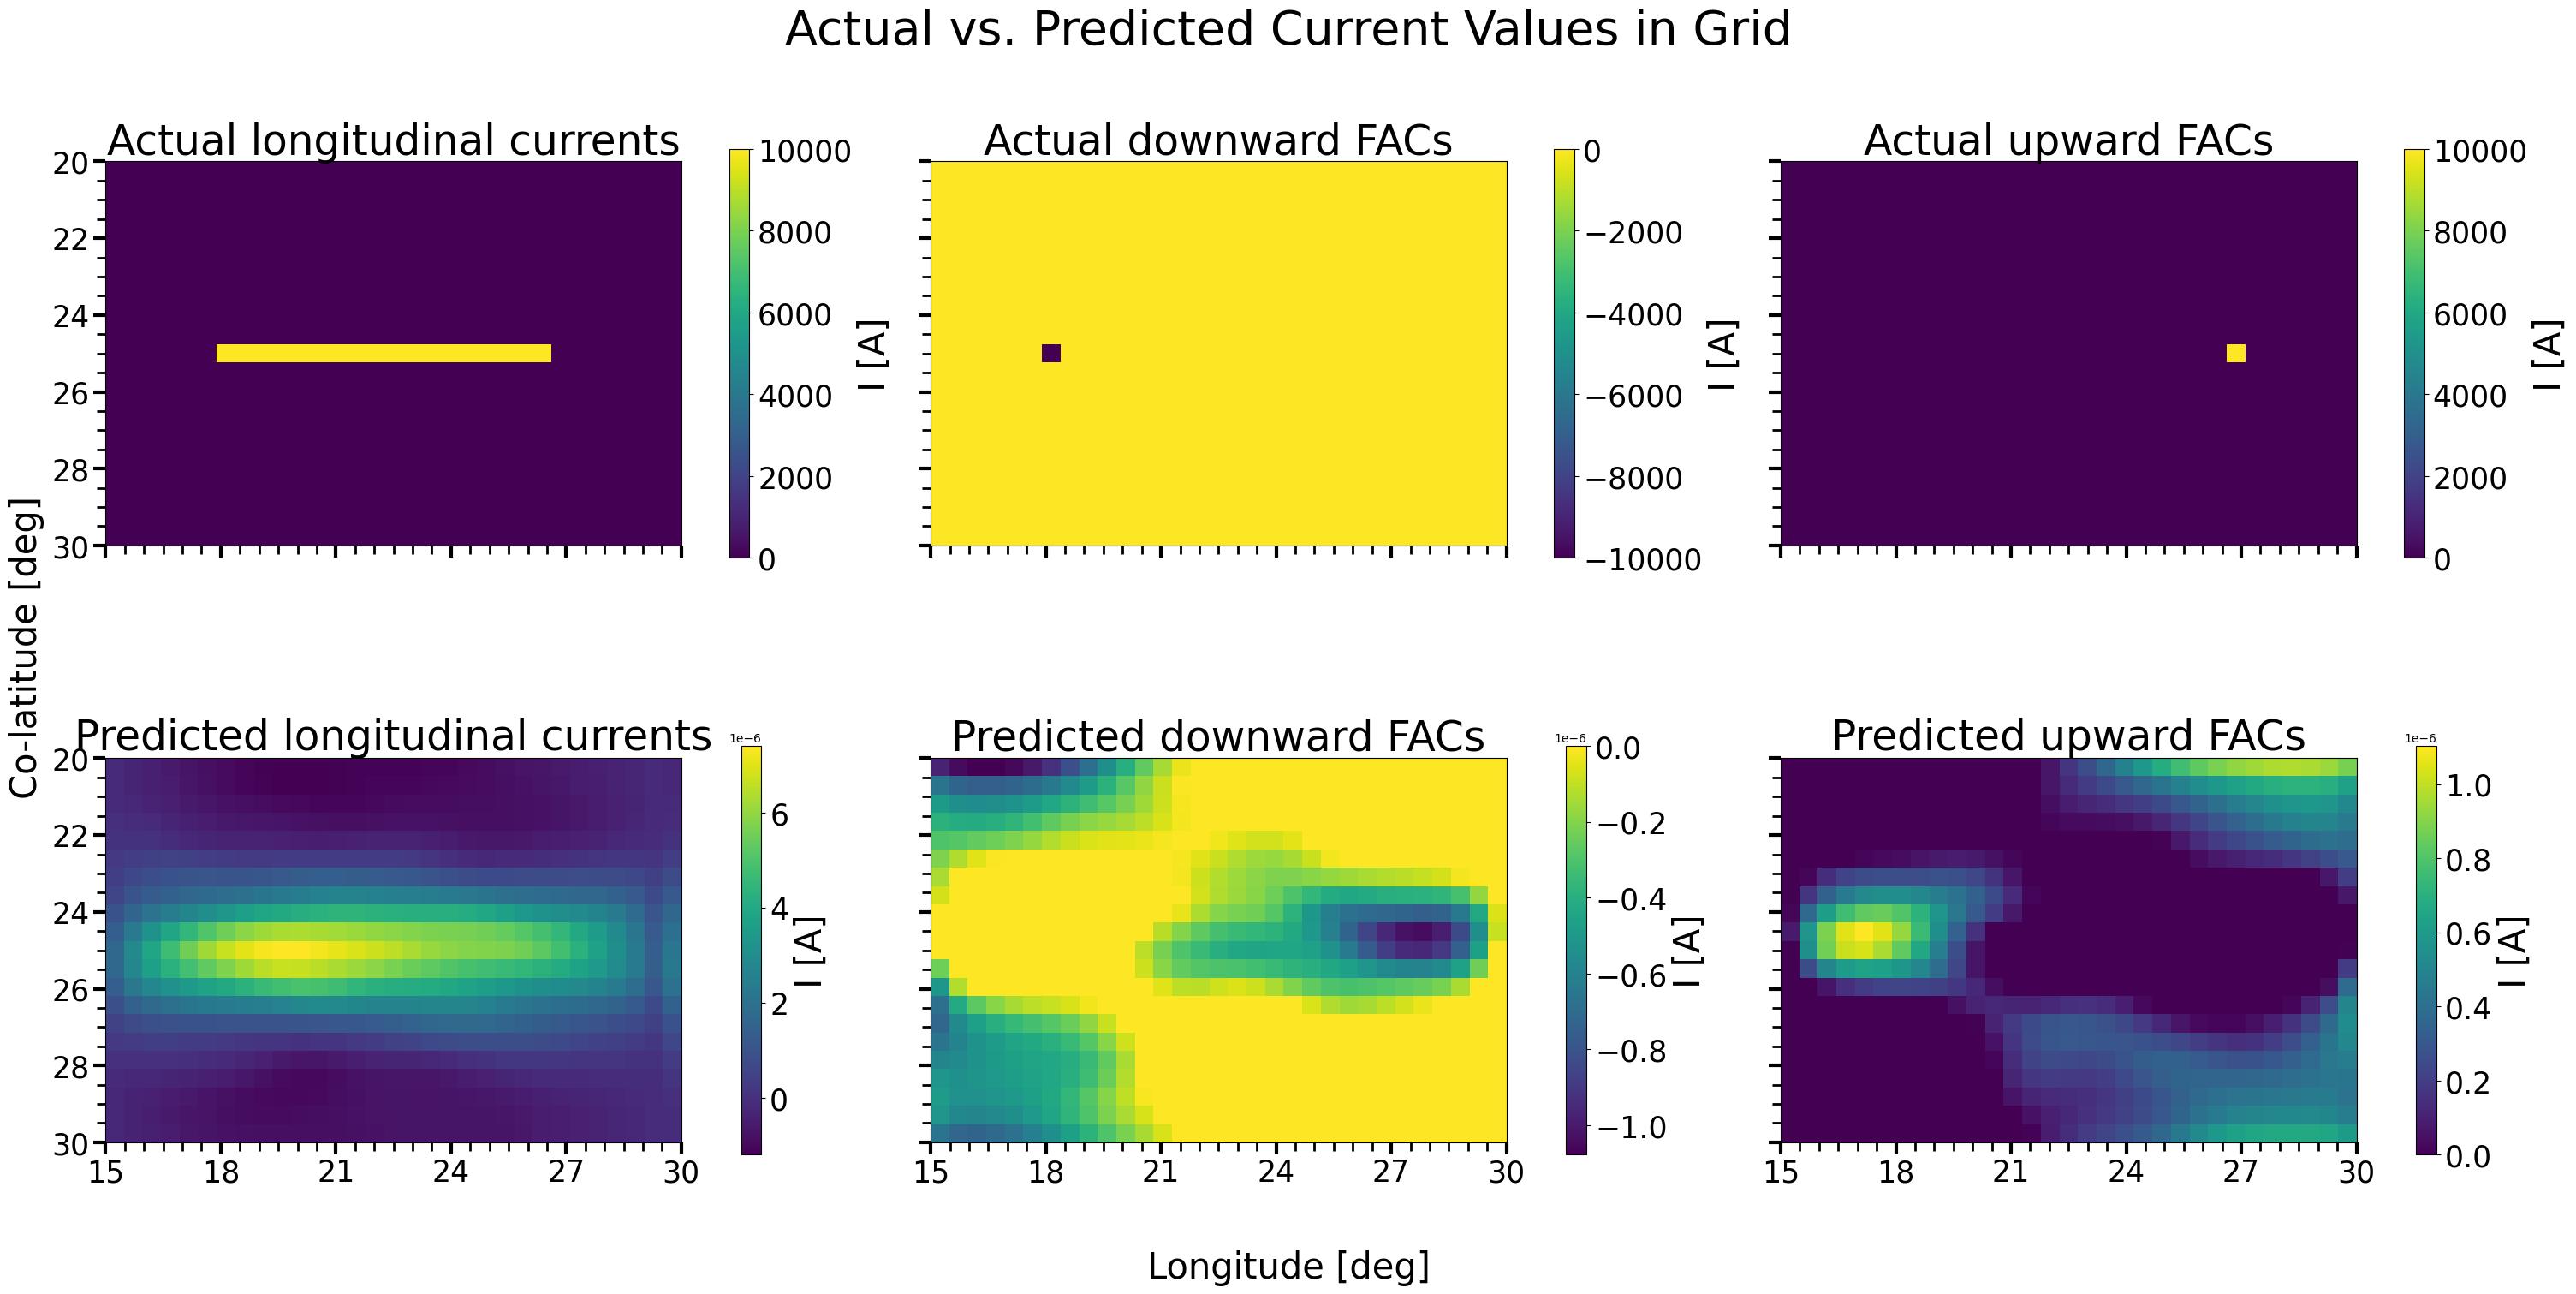 Actual vs. Predicted Current Values in Grid
Actual longitudinal currents
20
22
24
26
28
30
10000
8000
6000
4000
2000
0
I [A]
Actual downward FACs
0
−2000
−4000
−6000
−8000
−10000
I [A]
Actual upward FACs
10000
8000
6000
4000
2000
0
I [A]
Co-latitude [deg]
Predicted longitudinal currents
20
22
24
26
28
30
15 18 21 24 27 30
1e−6
6
4
2
0
I [A]
Predicted downward FACs
15 18 21 24 27 30
1e−6
0.0
−0.2
−0.4
−0.6
−0.8
−1.0
I [A]
Predicted upward FACs
15 18 21 24 27 30
1e−6
1.0
0.8
0.6
0.4
0.2
0.0
I [A]
Longitude [deg]